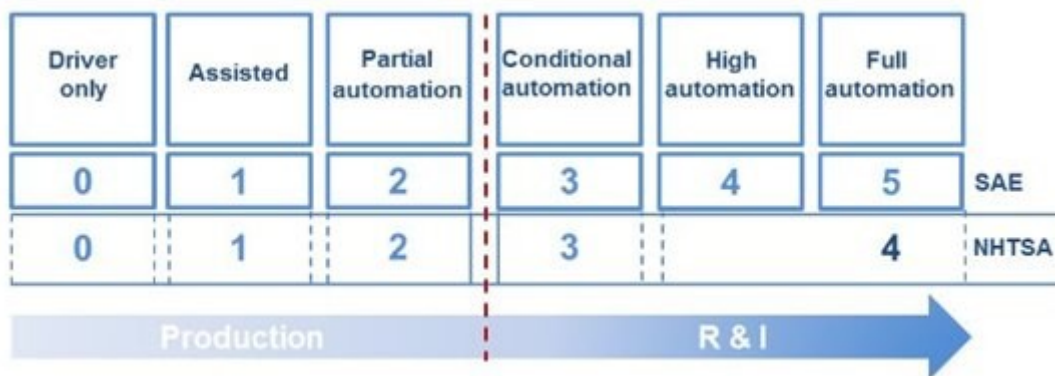 Driver only
Assisted
Partial automation
Conditional automation
High automation
Full automation
0 1 2 3 4 5 SAE
0 1 2 3 4 NHTSA
Production R & I